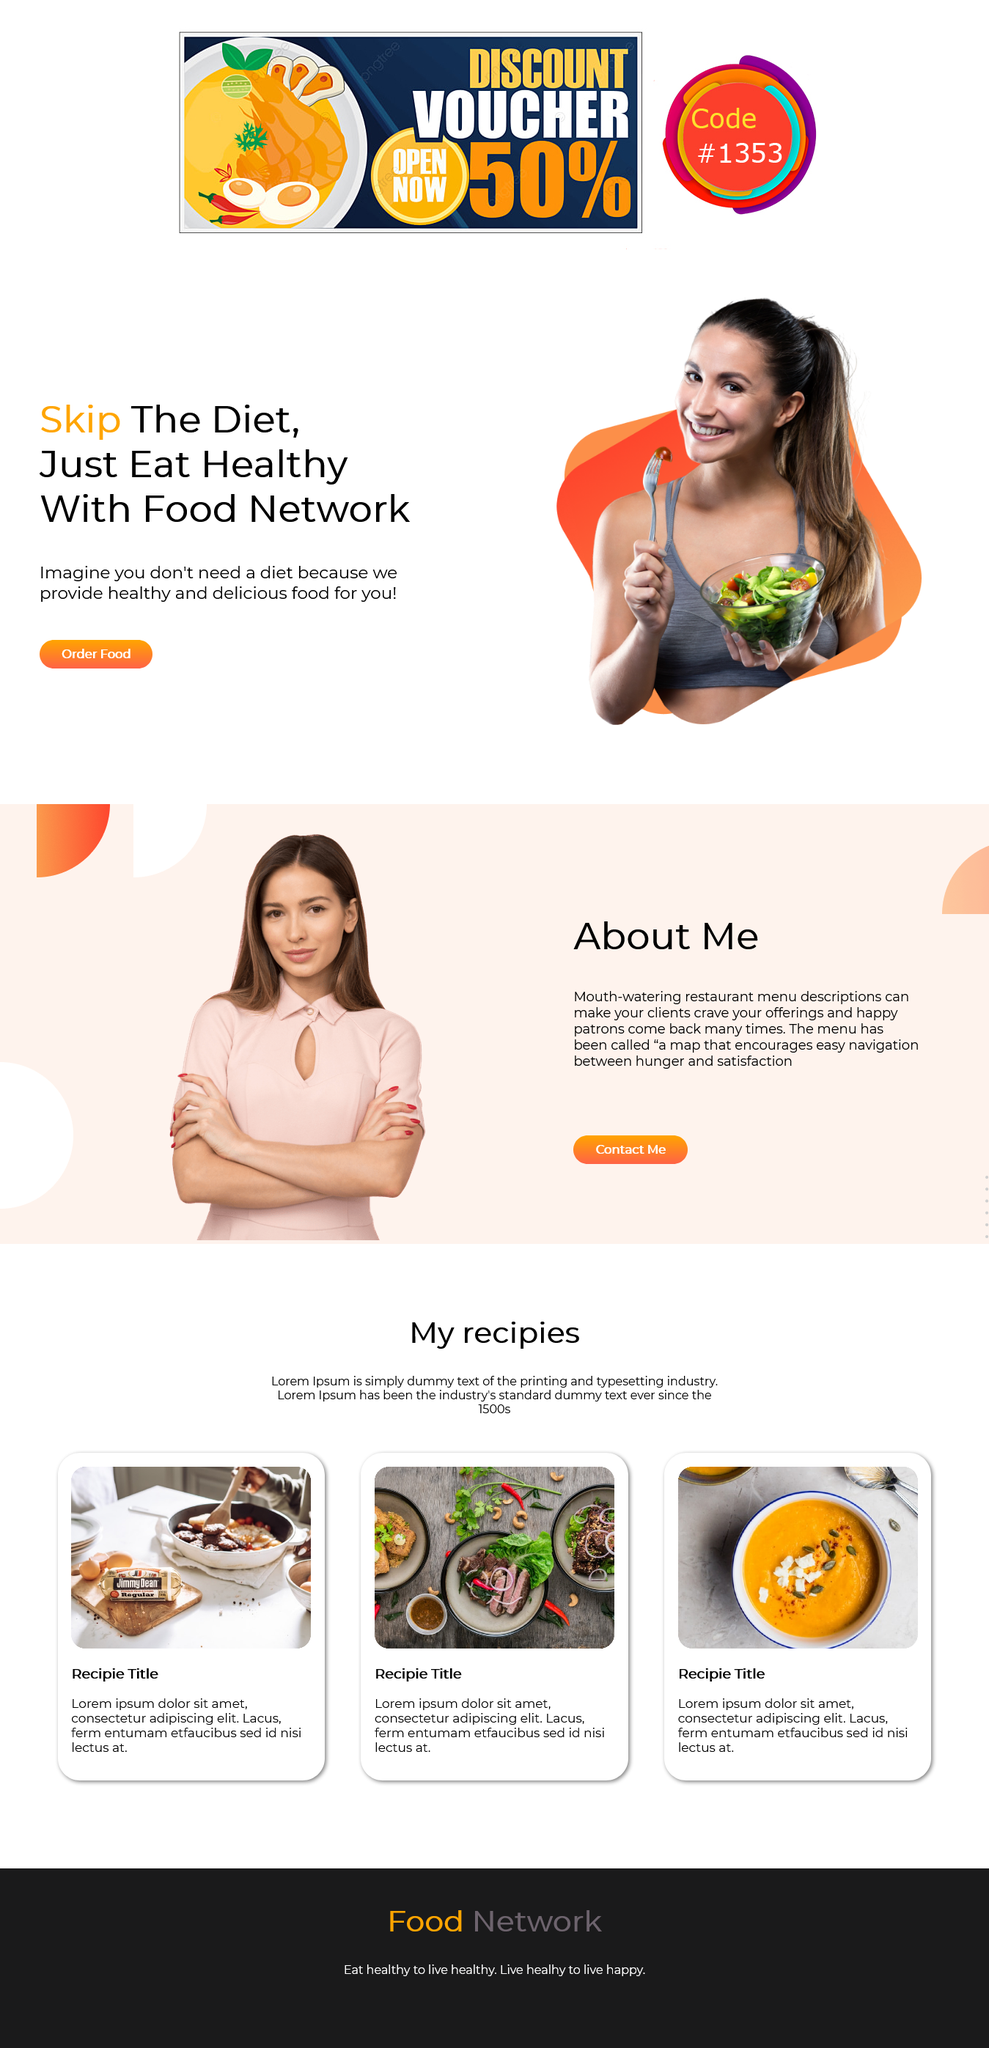 DISCOUNT
VOUCHER
OPEN
NOW
50%
Code
#1353
Skip The Diet,
Just Eat Healthy
With Food Network
Imagine you don't need a diet because we
provide healthy and delicious food for you!
Order Food
About Me
Mouth-watering restaurant menu descriptions can
make your clients crave your offerings and happy
patrons come back many times. The menu has
been called “a map that encourages easy navigation
between hunger and satisfaction
Contact Me
My recipies
Lorem Ipsum is simply dummy text of the printing and typesetting industry.
Lorem Ipsum has been the industry's standard dummy text ever since the
1500s
Jimmy Dean
Regular
Recipie Title
Lorem ipsum dolor sit amet,
consectetur adipiscing elit. Lacus,
ferm entumam etfaucibus sed id nisi
lectus at.
Recipie Title
Lorem ipsum dolor sit amet,
consectetur adipiscing elit. Lacus,
ferm entumam etfaucibus sed id nisi
lectus at.
Recipie Title
Lorem ipsum dolor sit amet,
consectetur adipiscing elit. Lacus,
ferm entumam etfaucibus sed id nisi
lectus at.
Food Network
Eat healthy to live healthy. Live healhy to live happy.